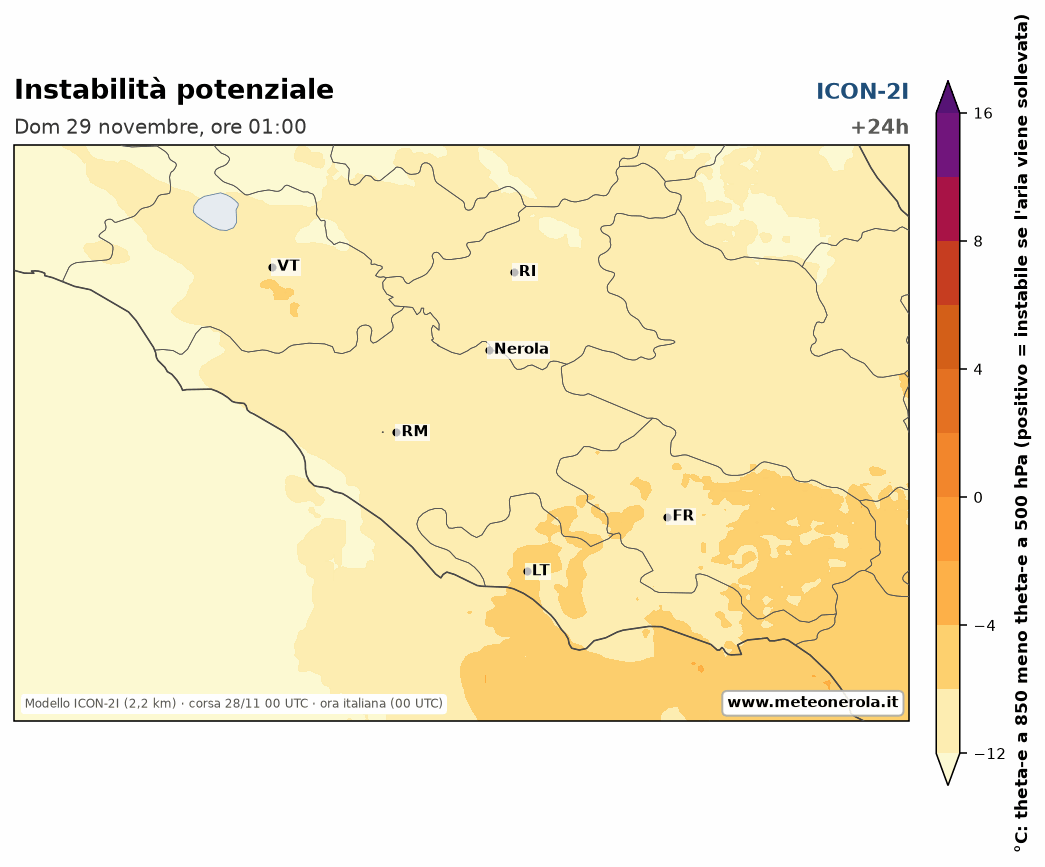 Instabilità potenziale
ICON-2I
Dom 29 novembre, ore 01:00
+24h
VT
RI
Nerola
RM
FR
LT
Modello ICON-2I (2,2 km) · corsa 28/11 00 UTC · ora italiana (00 UTC)
www.meteonerola.it
16
8
4
0
−4
−12
°C: theta-e a 850 meno theta-e a 500 hPa (positivo = instabile se l'aria viene sollevata)